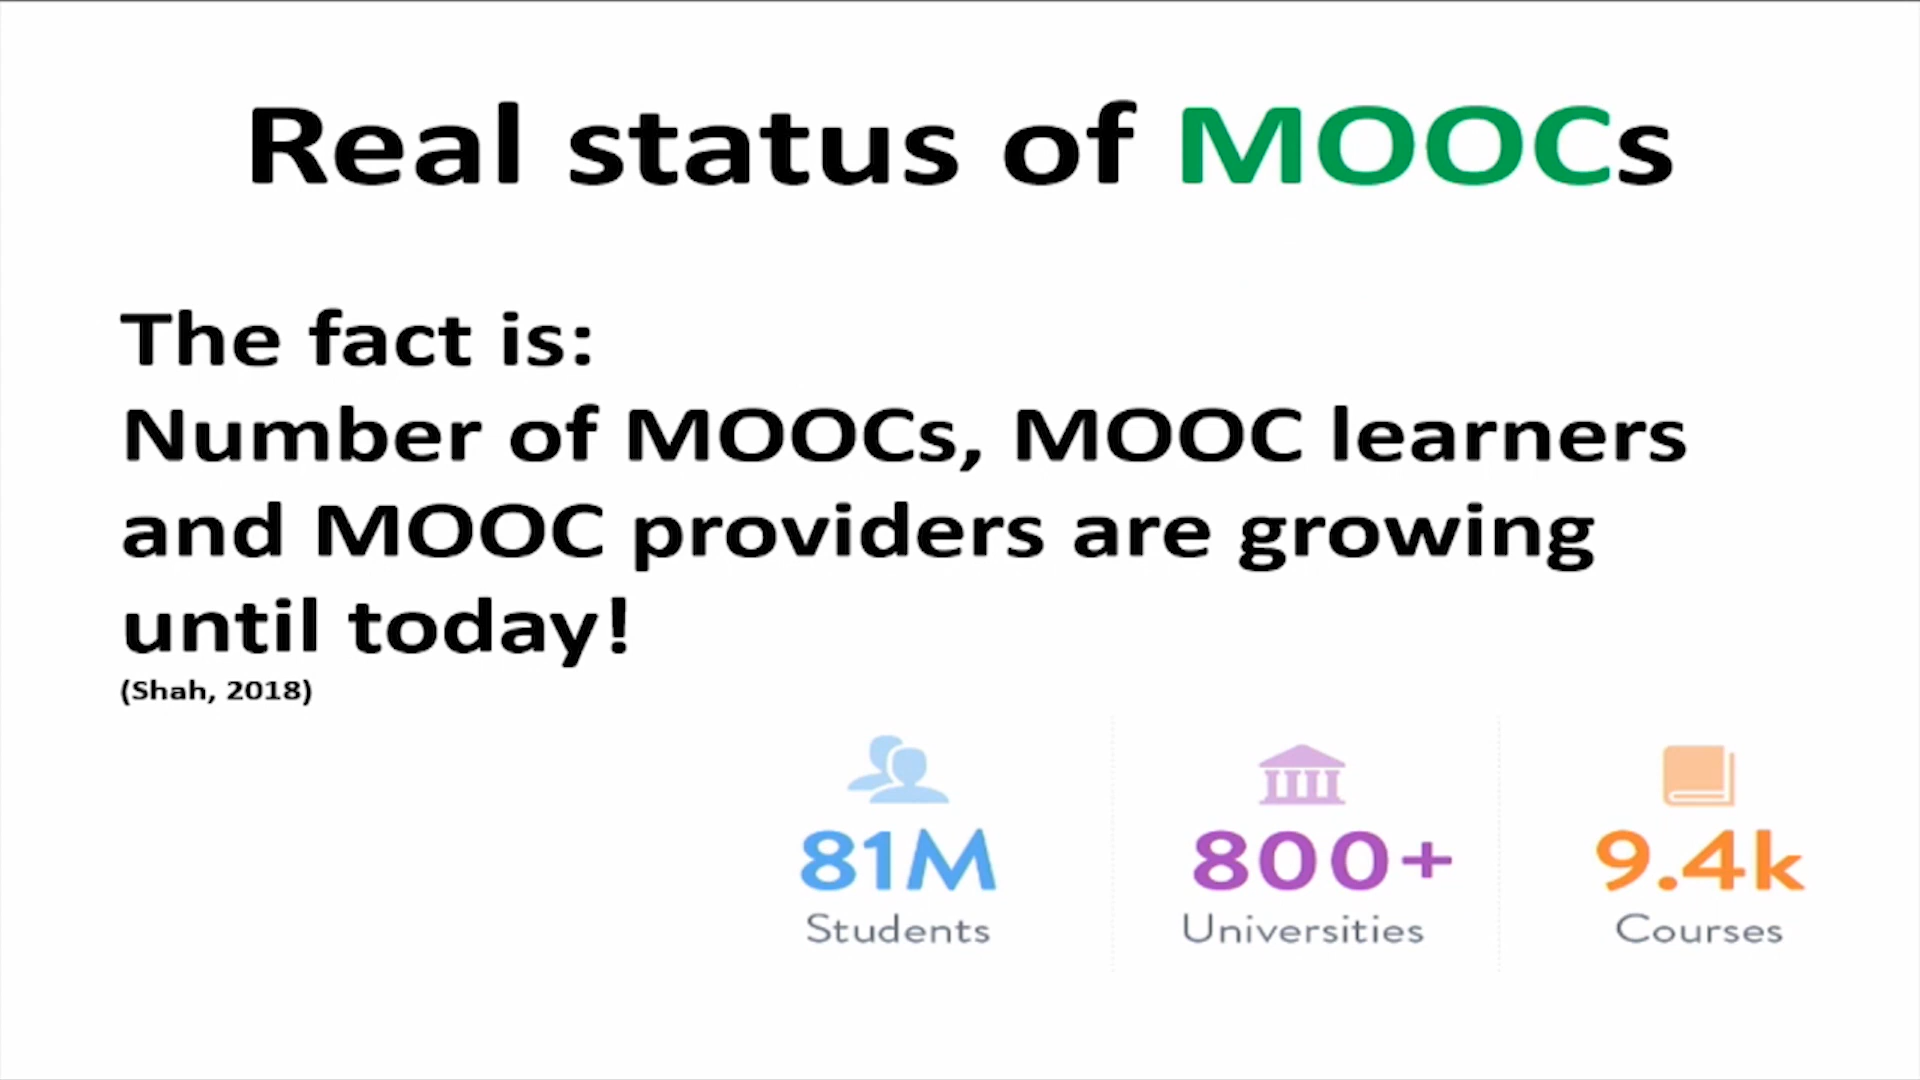 Real status of MOOCs
The fact is:
Number of MOOCs, MOOC learners
and MOOC providers are growing
until today!
(Shah, 2018)
81M
Students
800+
Universities
9.4k
Courses